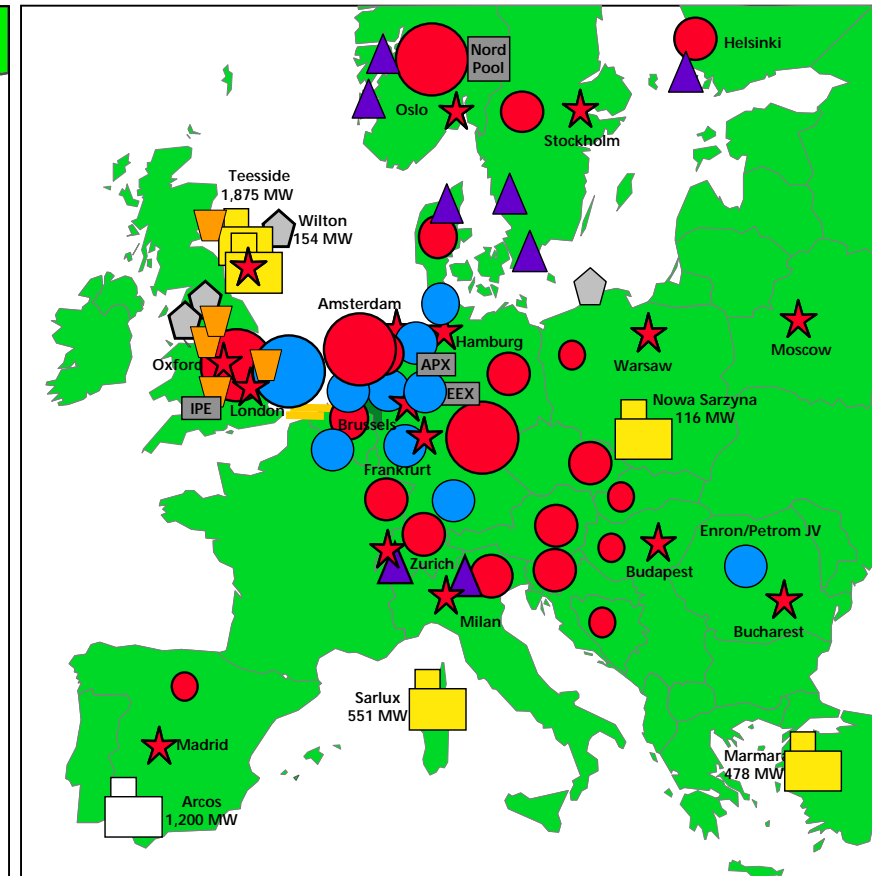 Nord
Pool
Helsinki
Oslo
Stockholm
Teesside
1,875 MW
Wilton
154 MW
Amsterdam
Hamburg
Moscow
Warsaw
APX
Oxford
EEX
Nowa Sarzyna
116 MW
IPE
London
Brussels
Frankfurt
Enron/Petrom JV
Zurich
Budapest
Milan
Bucharest
Sarlux
551 MW
Madrid
Marmara
478 MW
Arcos
1,200 MW